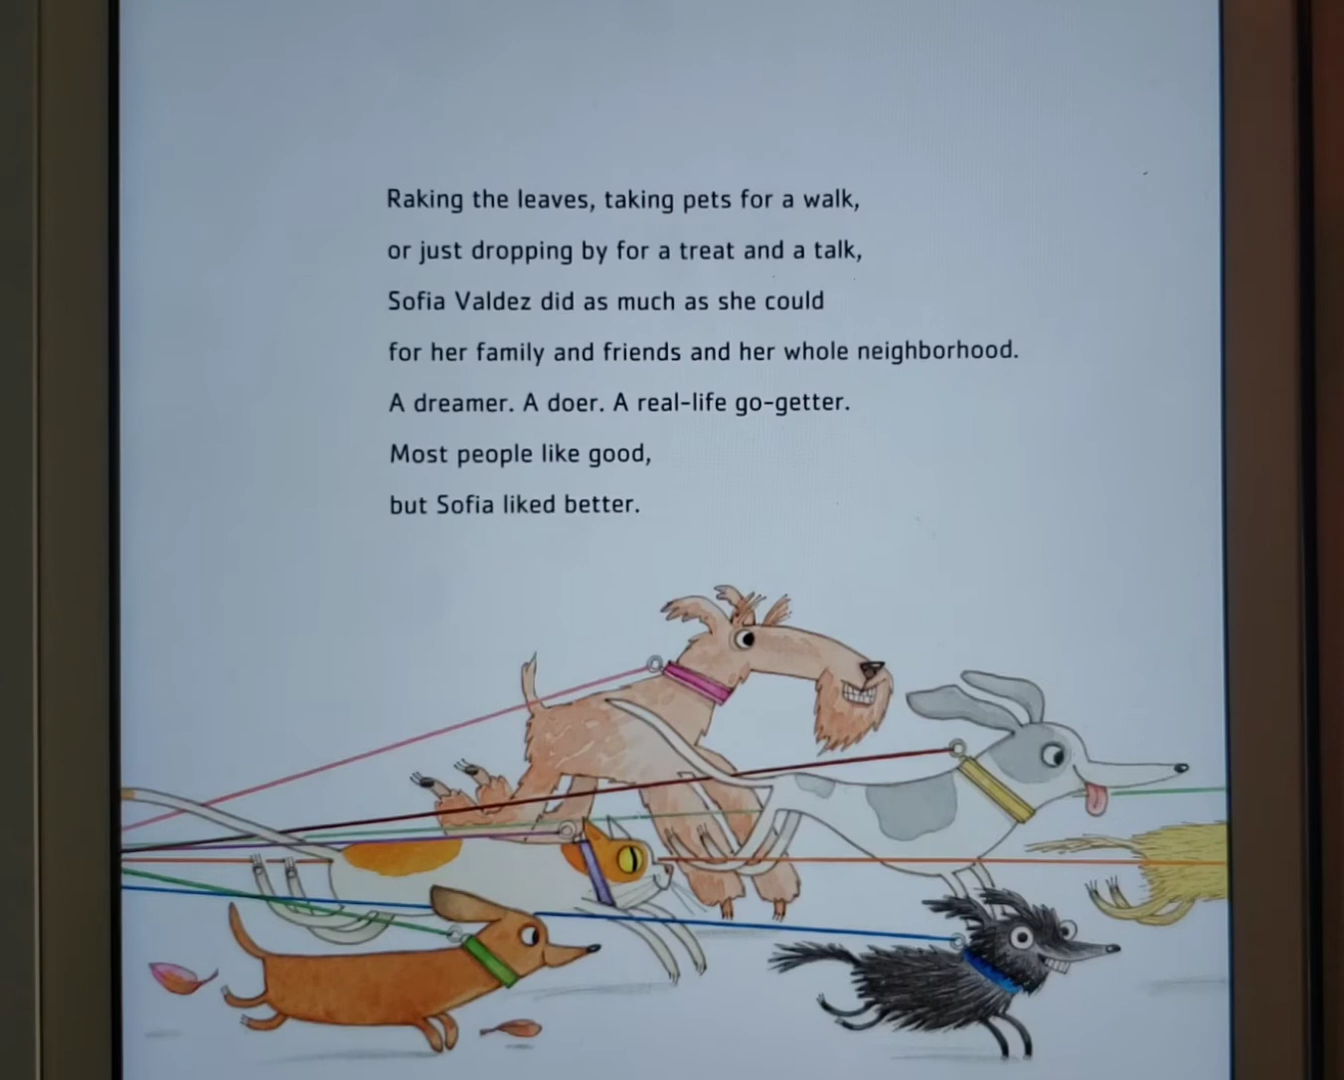 Raking the leaves, taking pets for a walk,
or just dropping by for a treat and a talk,
Sofia Valdez did as much as she could
for her family and friends and her whole neighborhood.
A dreamer. A doer. A real-life go-getter.
Most people like good,
but Sofia liked better.